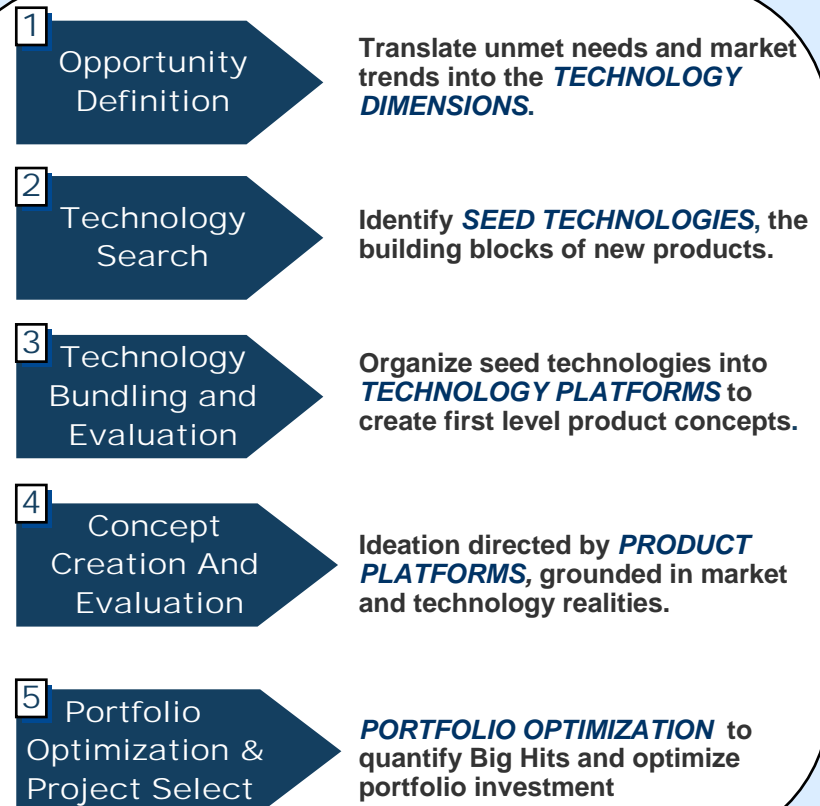 1
Opportunity
Definition
Translate unmet needs and market
trends into the TECHNOLOGY
DIMENSIONS.
2
Technology
Search
Identify SEED TECHNOLOGIES, the
building blocks of new products.
3
Technology
Bundling and
Evaluation
Organize seed technologies into
TECHNOLOGY PLATFORMS to
create first level product concepts.
4
Concept
Creation And
Evaluation
Ideation directed by PRODUCT
PLATFORMS, grounded in market
and technology realities.
5
Portfolio
Optimization &
Project Select
PORTFOLIO OPTIMIZATION to
quantify Big Hits and optimize
portfolio investment